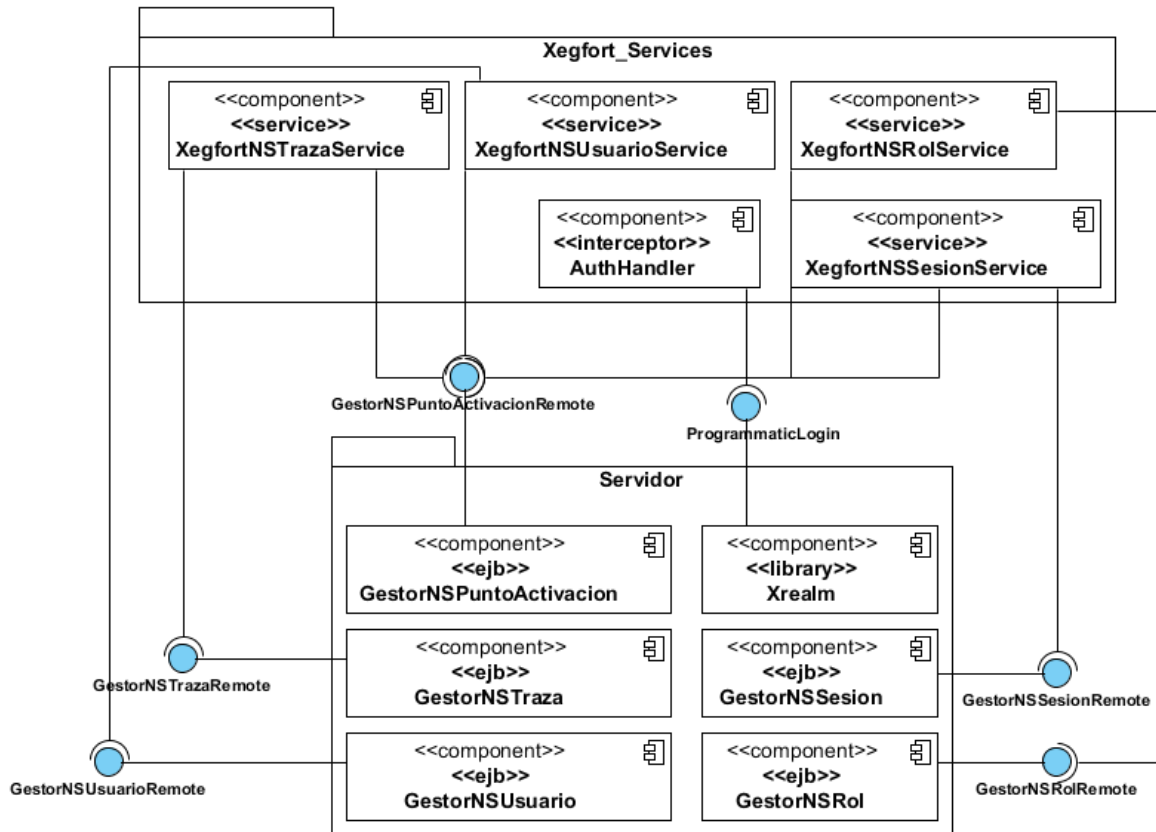 Xegfort_Services
<<component>>
<<service>>
XegfortNSTrazaService
<<component>>
<<service>>
XegfortNSUsuarioService
<<component>>
<<service>>
XegfortNSRolService
<<component>>
<<interceptor>>
AuthHandler
<<component>>
<<service>>
XegfortNSSesionService
GestorNSPuntoActivacionRemote
ProgrammaticLogin
Servidor
<<component>>
<<ejb>>
GestorNSPuntoActivacion
<<component>>
<<library>>
Xrealm
<<component>>
<<ejb>>
GestorNSTraza
<<component>>
<<ejb>>
GestorNSSesion
GestorNSTrazaRemote
GestorNSSesionRemote
<<component>>
<<ejb>>
GestorNSUsuario
<<component>>
<<ejb>>
GestorNSRol
GestorNSUsuarioRemote
GestorNSRolRemote